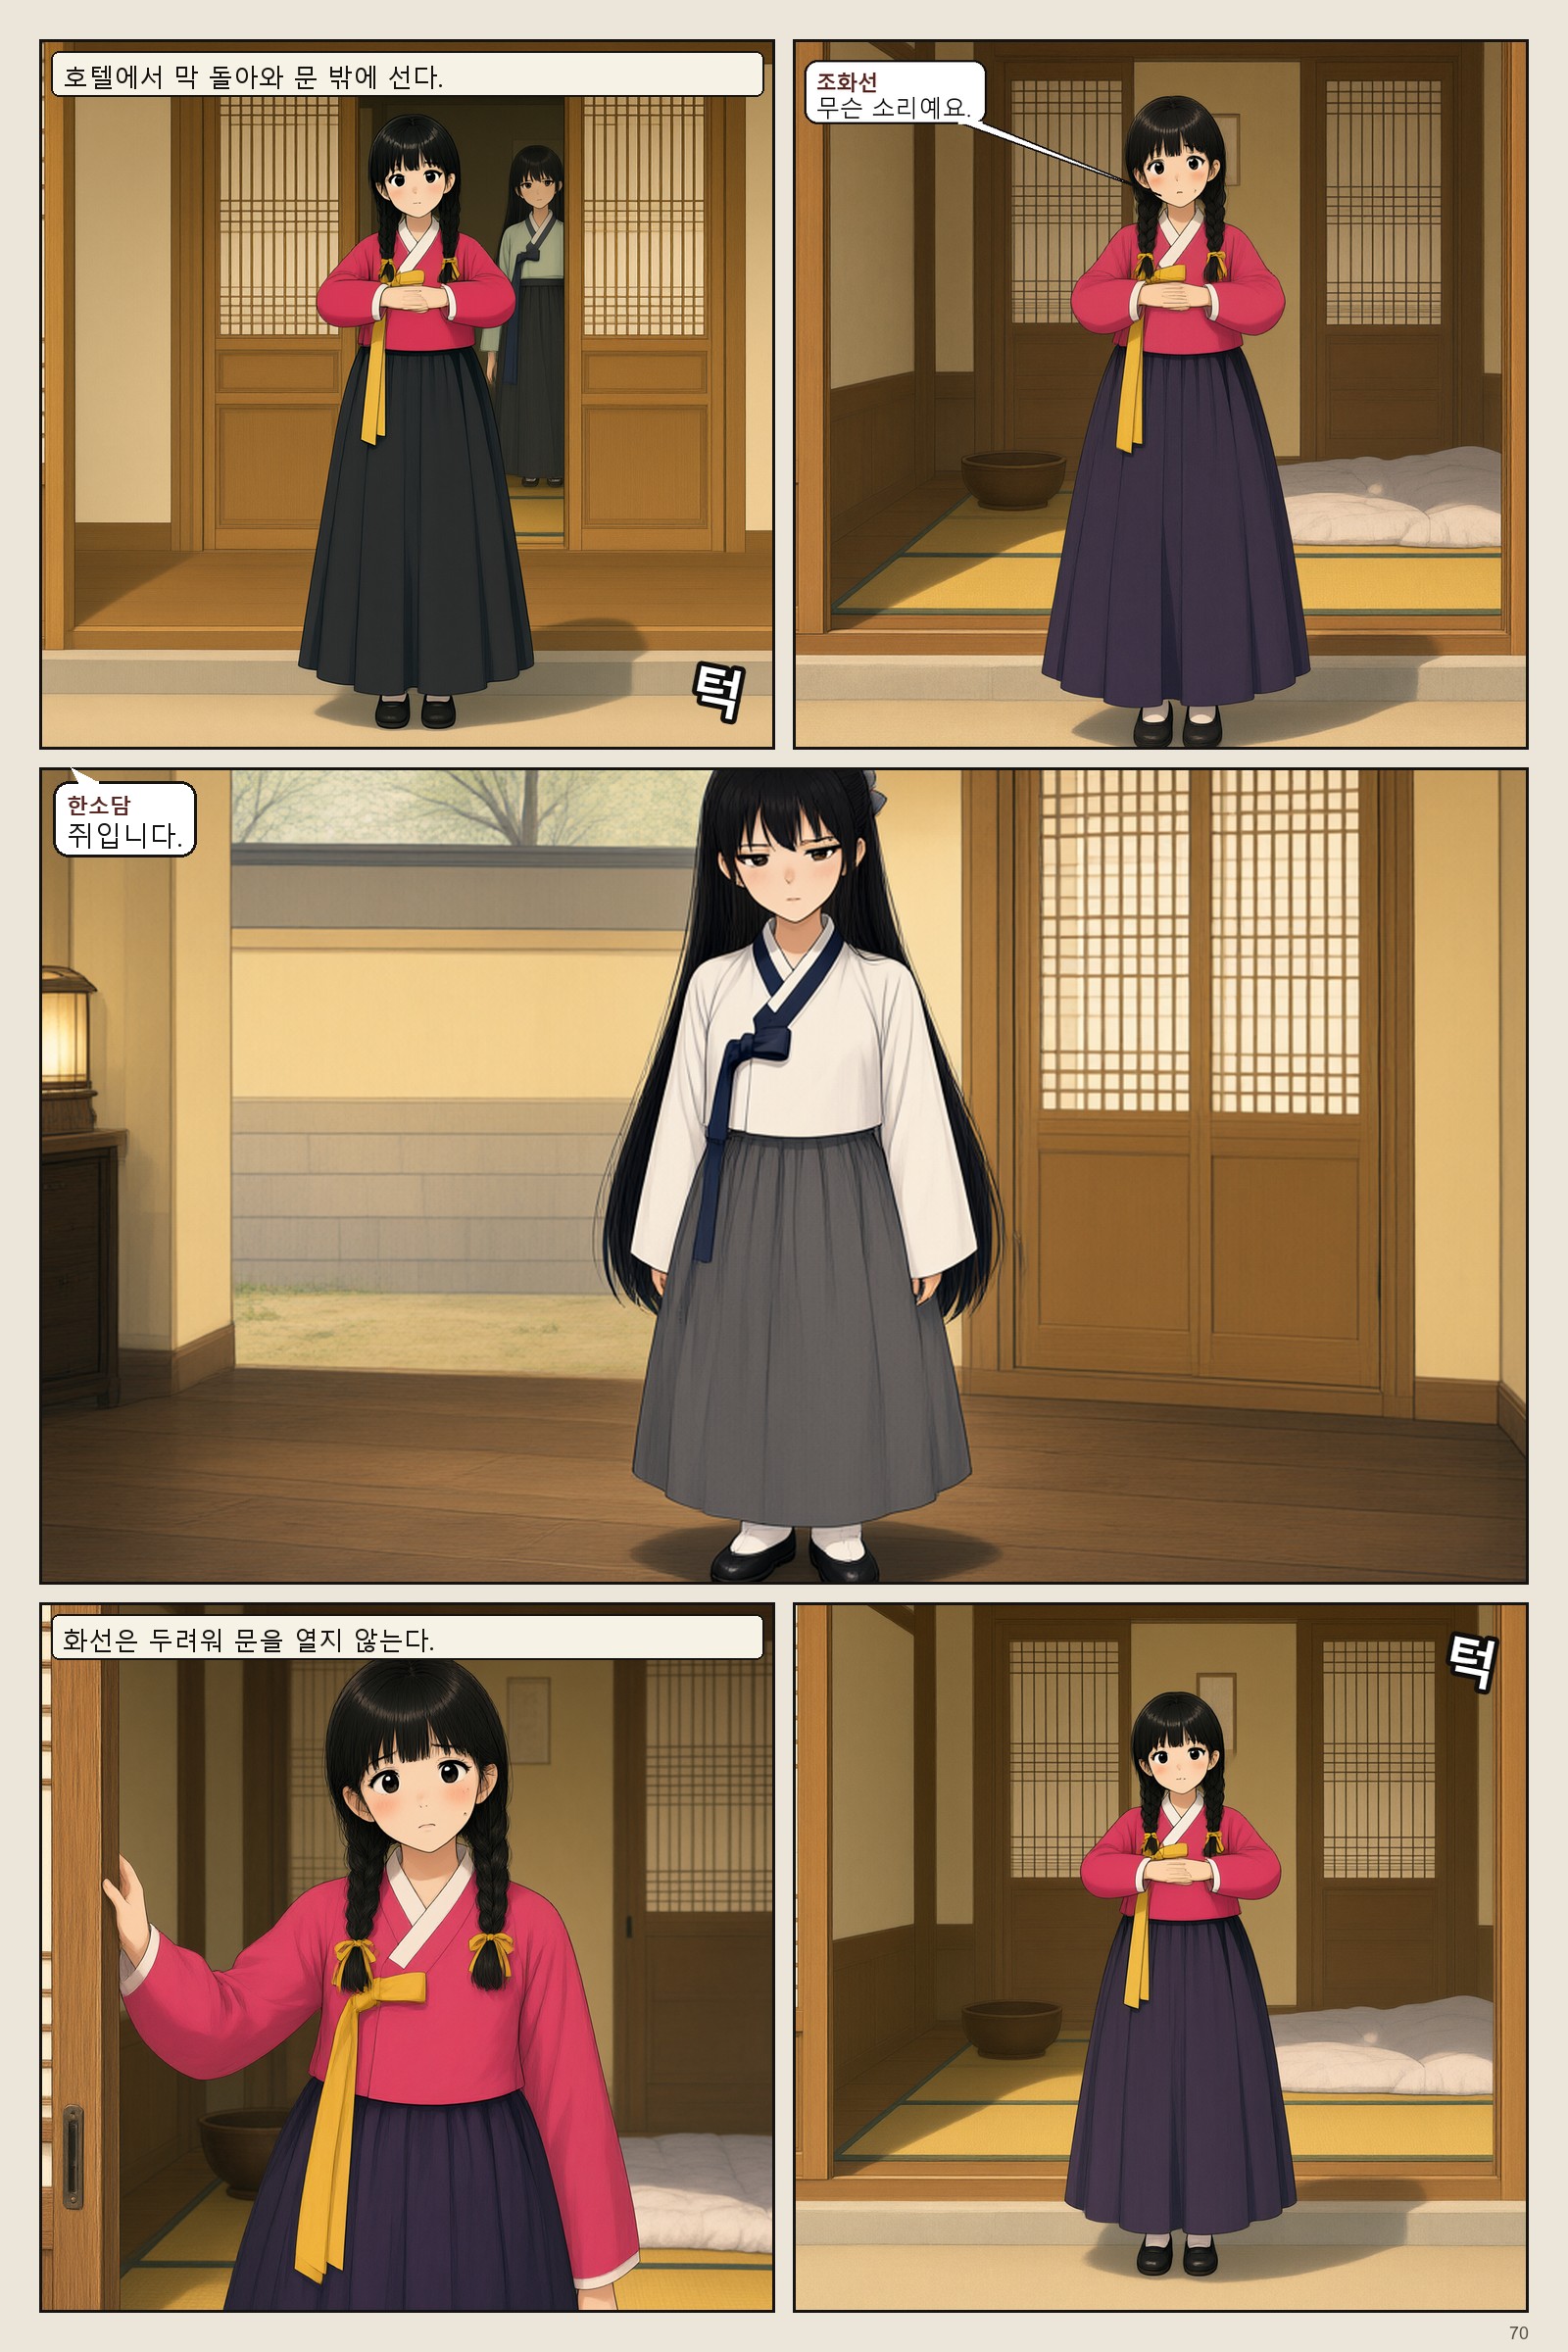 호텔에서 막 돌아와 문 밖에 선다.
턱
조화선
무슨 소리예요.
한소담
쥐입니다.
화선은 두려워 문을 열지 않는다.
턱
70